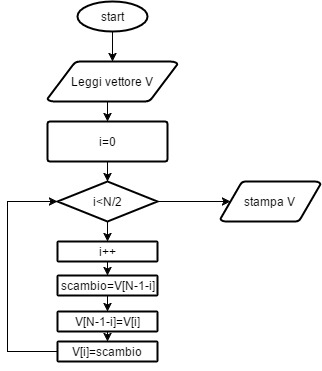 start
Leggi vettore V
i=0
i<N/2
stampa V
i++
scambio=V[N-1-i]
V[N-1-i]=V[i]
V[i]=scambio